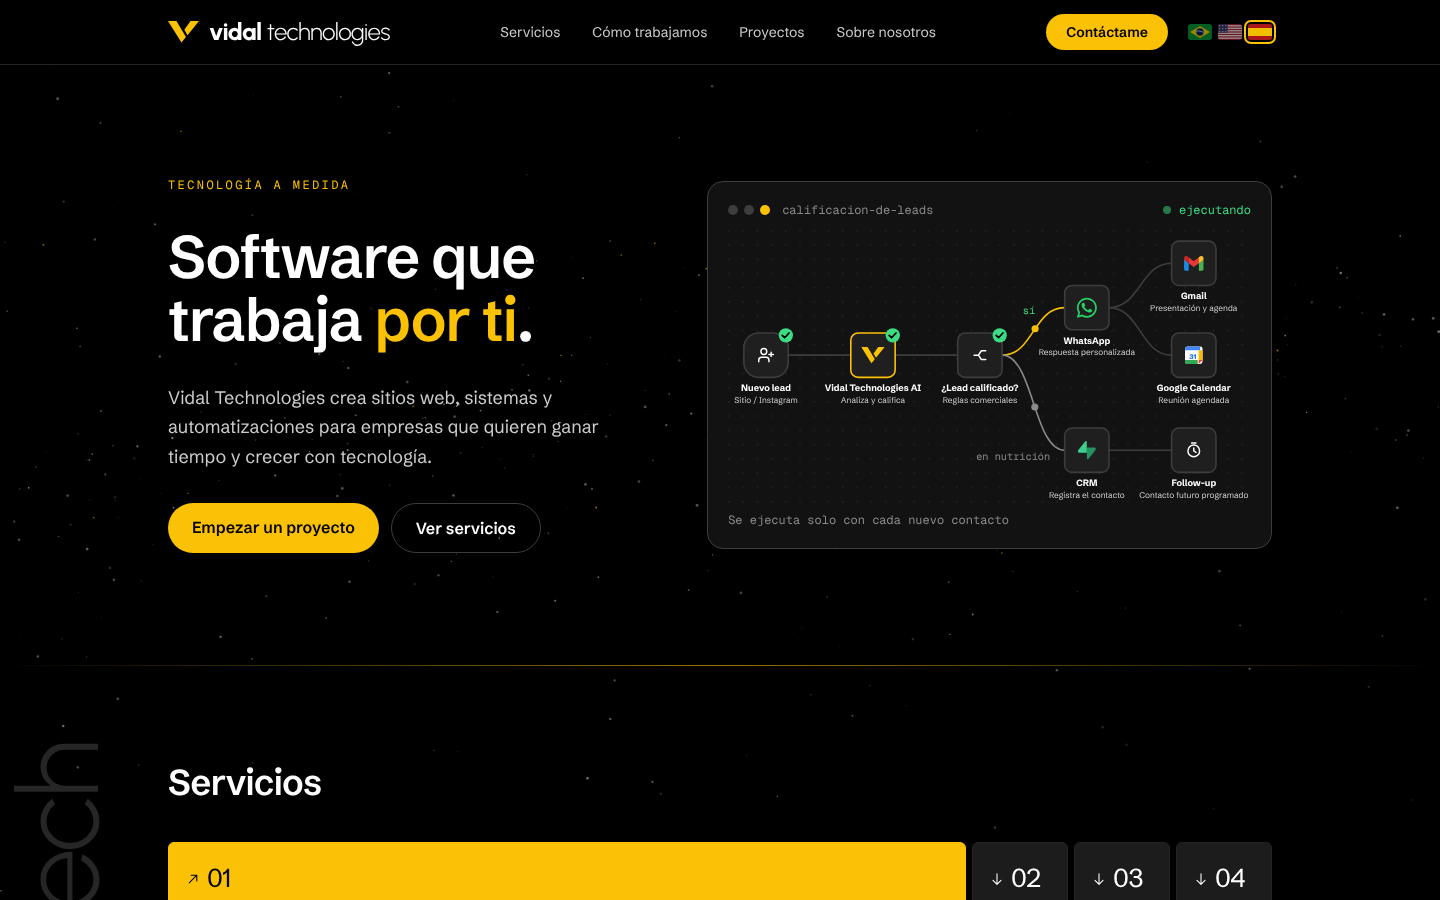 vidal technologies
Servicios
Cómo trabajamos
Proyectos
Sobre nosotros
Contáctame
TECNOLOGÍA A MEDIDA
Software que
trabaja por ti.
Vidal Technologies crea sitios web, sistemas y
automatizaciones para empresas que quieren ganar
tiempo y crecer con tecnología.
Empezar un proyecto
Ver servicios
calificacion-de-leads
ejecutando
Nuevo lead
Sitio / Instagram
Vidal Technologies AI
Analiza y califica
¿Lead calificado?
Reglas comerciales
sí
WhatsApp
Respuesta personalizada
Gmail
Presentación y agenda
31
Google Calendar
Reunión agendada
en nutrición
CRM
Registra el contacto
Follow-up
Contacto futuro programado
Se ejecuta solo con cada nuevo contacto
Servicios
ech
↗ 01
↓ 02
↓ 03
↓ 04